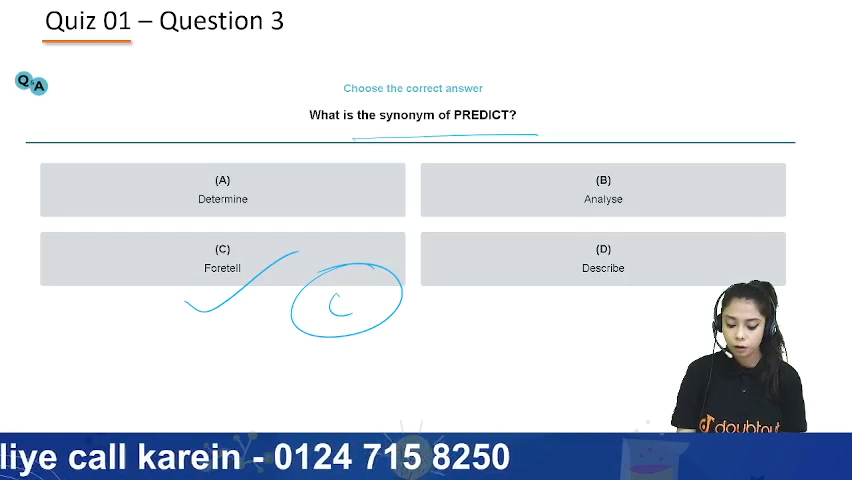 Quiz 01 – Question 3
Q&A
Choose the correct answer
What is the synonym of PREDICT?
(A)
Determine
(B)
Analyse
(C)
Foretell
(D)
Describe
C
doubtnut
liye call karein - 0124 715 8250